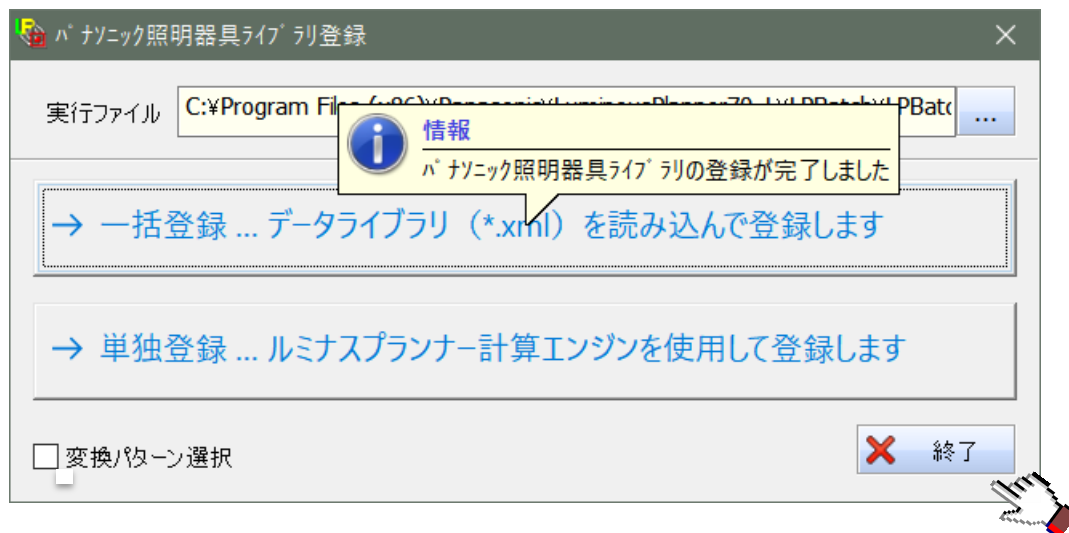 ﾊﾟﾅｿﾆｯｸ照明器具ﾗｲﾌﾞﾗﾘ登録
実行ファイル
C:¥Program
...
情報
ﾊﾟﾅｿﾆｯｸ照明器具ﾗｲﾌﾞﾗﾘの登録が完了しました
→ 一括登録 ... データライブラリ（*.xml）を読み込んで登録します
→ 単独登録 ... ルミナスプランナー計算エンジンを使用して登録します
変換パターン選択
終了